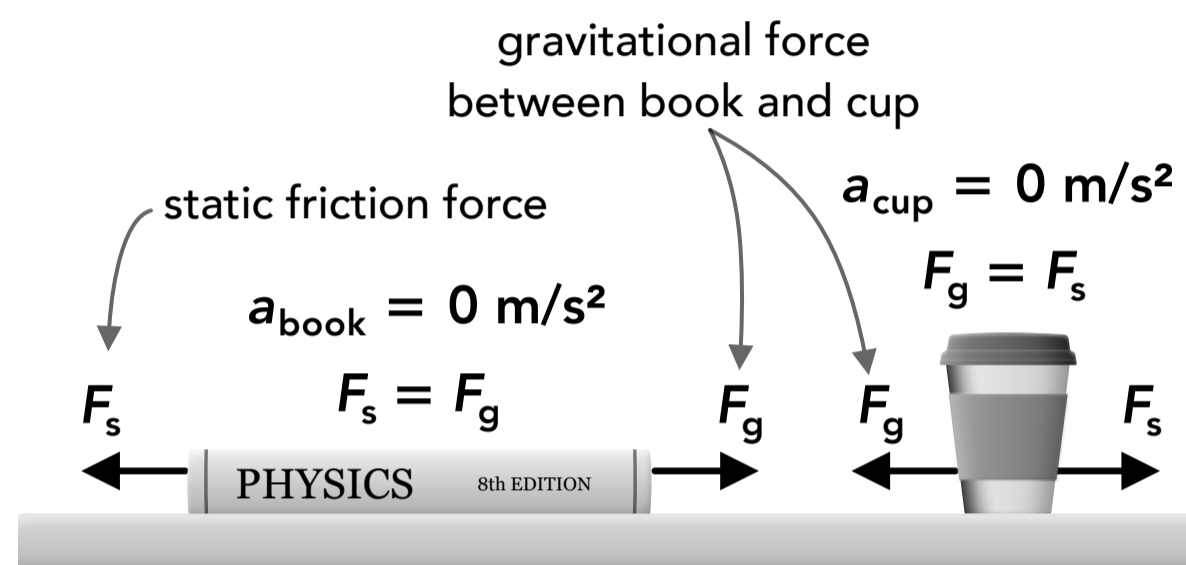 gravitational force
between book and cup
static friction force
a_cup = 0 m/s²
F_g = F_s
a_book = 0 m/s²
F_s = F_g
F_s
F_g
F_g
F_s
PHYSICS 8th EDITION